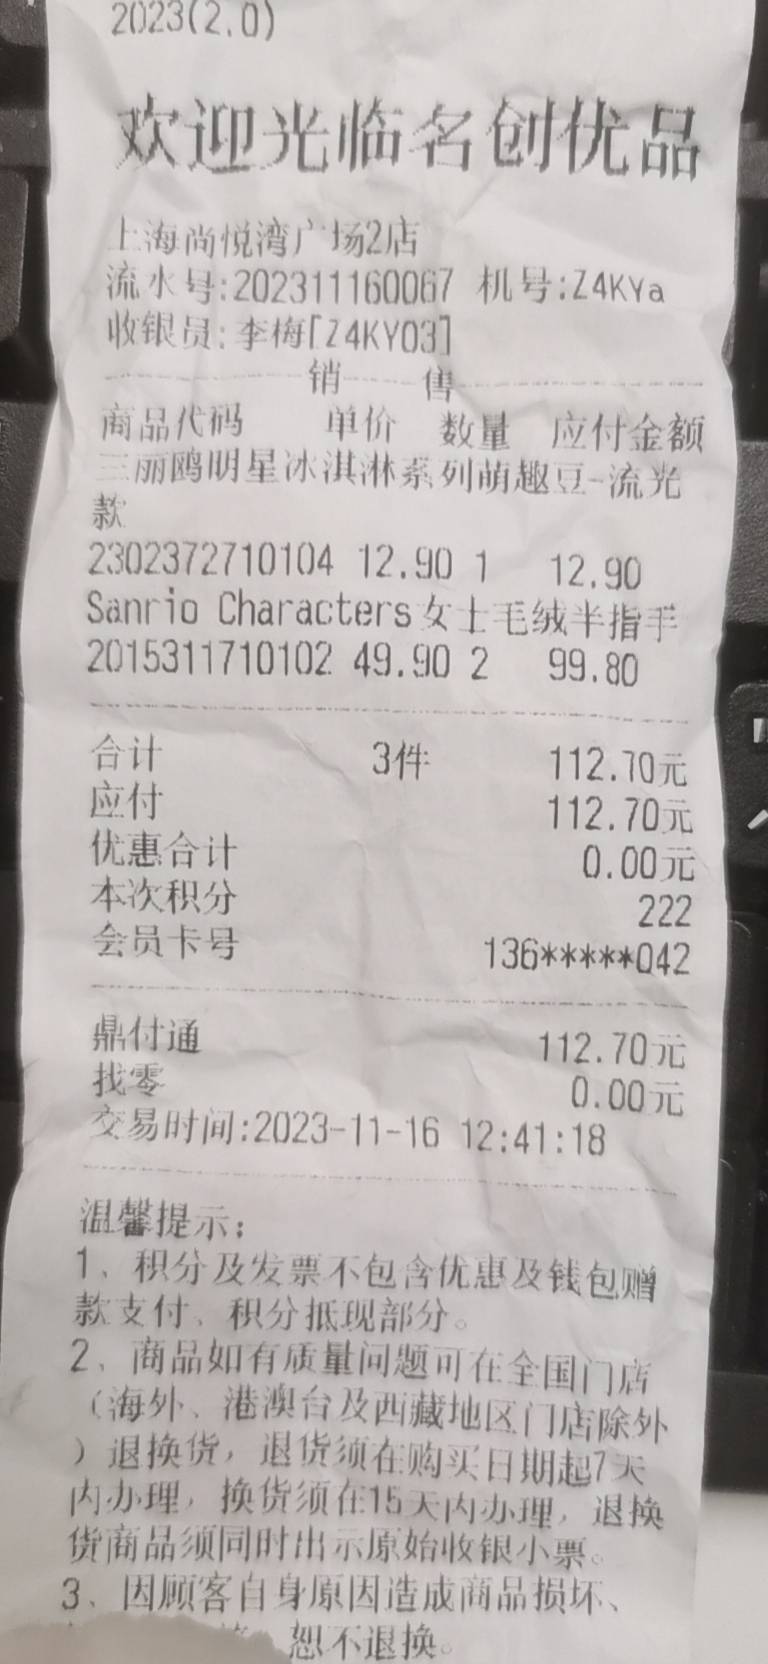 2023(2.0)
欢迎光临名创优品
上海尚悦湾广场2店
流水号:202311160067 机号:Z4KYa
收银员:李梅[Z4KY03]
销 售
商品代码 单价 数量 应付金额
三丽鸥明星冰淇淋系列萌趣豆-流光
款
2302372710104 12.90 1 12.90
Sanrio Characters女士毛绒半指手
2015311710102 49.90 2 99.80
合计 3件 112.70元
应付 112.70元
优惠合计 0.00元
本次积分 222
会员卡号 136*****042
鼎付通 112.70元
找零 0.00元
交易时间:2023-11-16 12:41:18
温馨提示:
1、积分及发票不包含优惠及钱包赠
款支付、积分抵现部分。
2、商品如有质量问题可在全国门店
(海外、港澳台及西藏地区门店除外
)退换货,退货须在购买日期起7天
内办理,换货须在15天内办理,退换
货商品须同时出示原始收银小票。
3、因顾客自身原因造成商品损坏、
恕不退换。